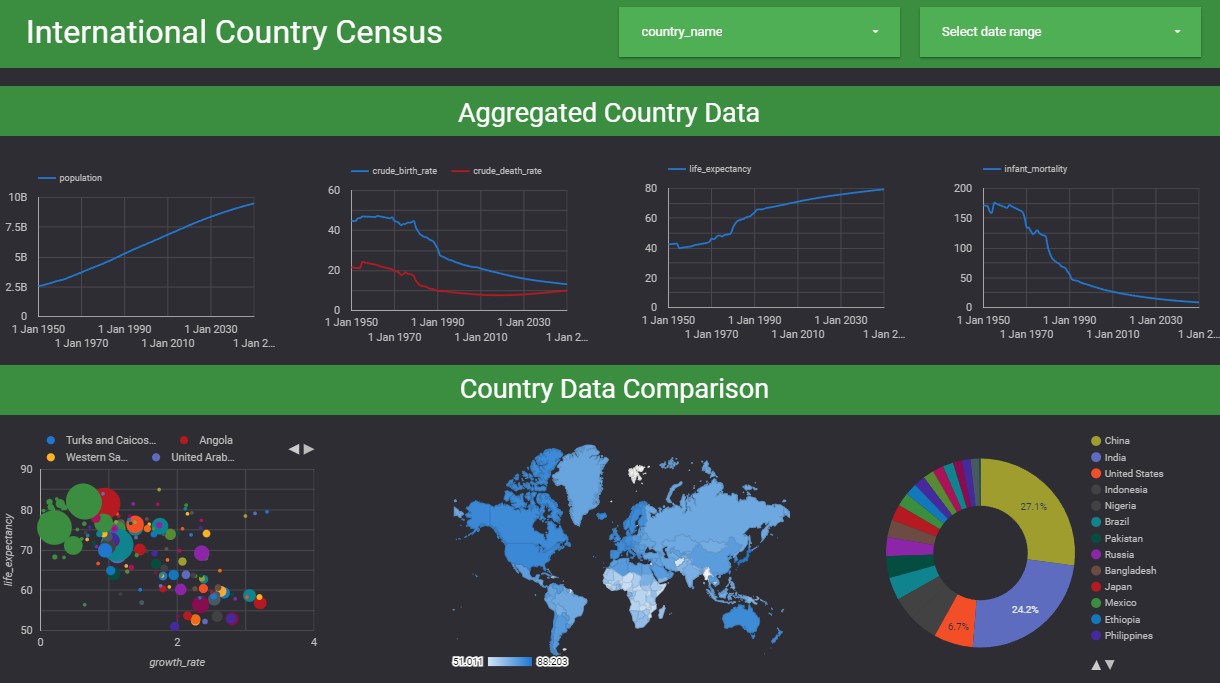 International Country Census
country_name
Select date range
Aggregated Country Data
population
10B
7.5B
5B
2.5B
0
1 Jan 1950 1 Jan 1990 1 Jan 2030
1 Jan 1970 1 Jan 2010 1 Jan 2...
crude_birth_rate crude_death_rate
60
40
20
0
1 Jan 1950 1 Jan 1990 1 Jan 2030
1 Jan 1970 1 Jan 2010 1 Jan 2...
life_expectancy
80
60
40
20
0
1 Jan 1950 1 Jan 1990 1 Jan 2030
1 Jan 1970 1 Jan 2010 1 Jan 2...
infant_mortality
200
150
100
50
0
1 Jan 1950 1 Jan 1990 1 Jan 2030
1 Jan 1970 1 Jan 2010 1 Jan 2...
Country Data Comparison
Turks and Caicos... Angola
Western Sa... United Arab...
life_expectancy
90
80
70
60
50
0 2 4
growth_rate
51.011 88.203
27.1%
24.2%
6.7%
China
India
United States
Indonesia
Nigeria
Brazil
Pakistan
Russia
Bangladesh
Japan
Mexico
Ethiopia
Philippines